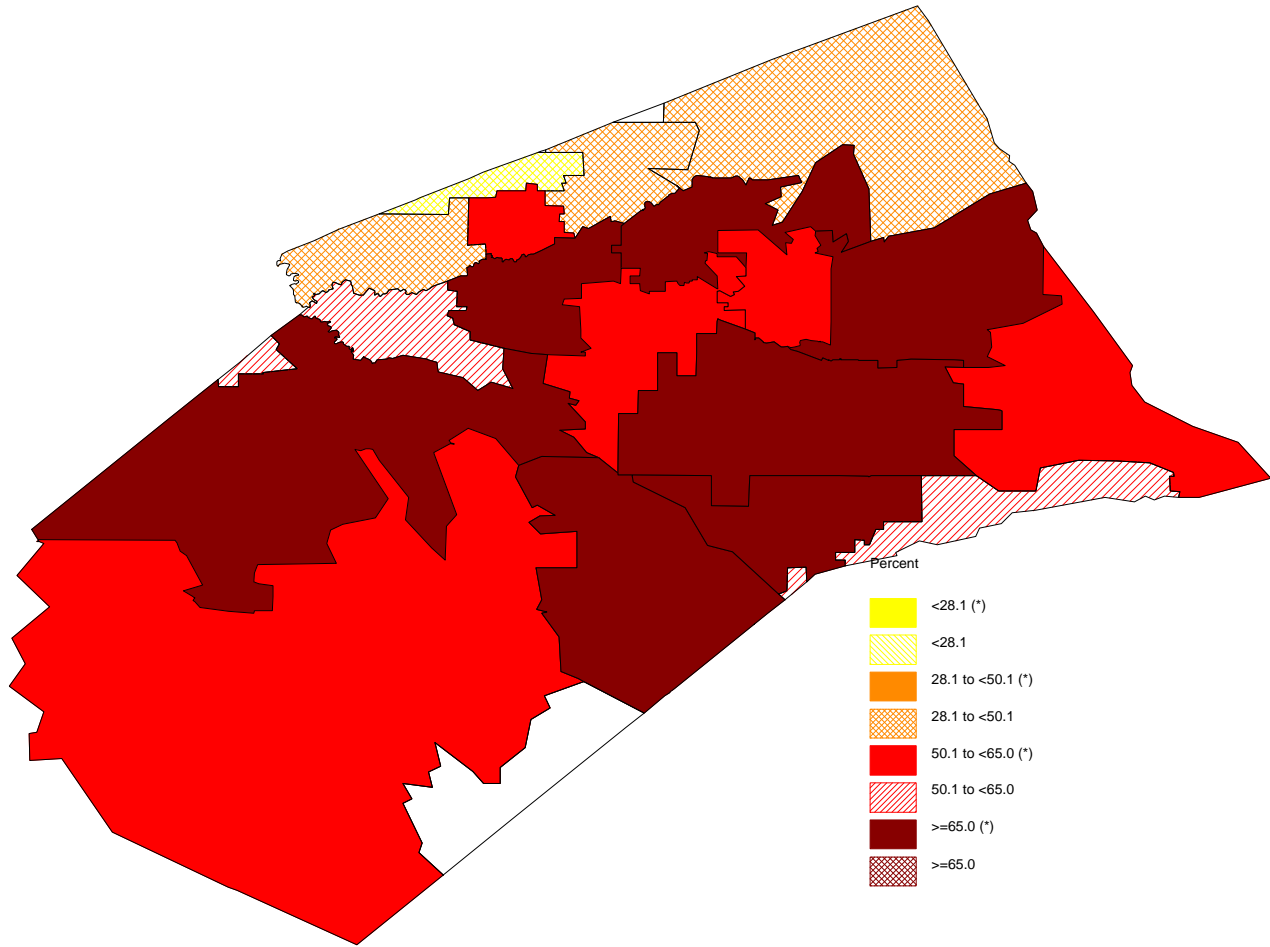 Percent
<28.1 (*)
<28.1
28.1 to <50.1 (*)
28.1 to <50.1
50.1 to <65.0 (*)
50.1 to <65.0
>=65.0 (*)
>=65.0